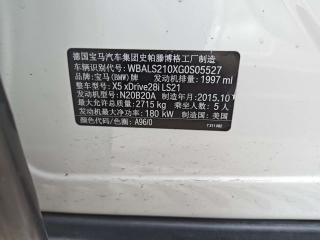 德国宝马汽车集团史帕滕博格工厂制造
车辆识别代号: WBALS210XG0S05527
品牌: 宝马(BMW)牌 发动机排量: 1997 ml
整车型号: X5 xDrive28i LS21
发动机型号: N20B20A 制造年月: 2015.10
最大允许总质量: 2715 kg 乘坐人数: 5 人
发动机最大净功率: 180 kW 制造国: 美国
颜色代码/色圈: A96/0